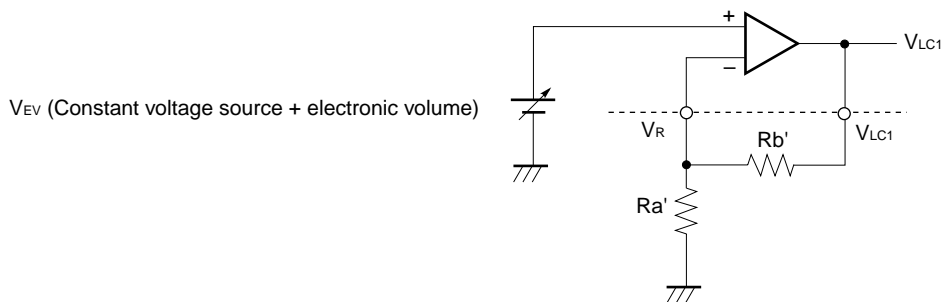 +
VLC1
−
VEV (Constant voltage source + electronic volume)
VR
VLC1
Rb'
Ra'